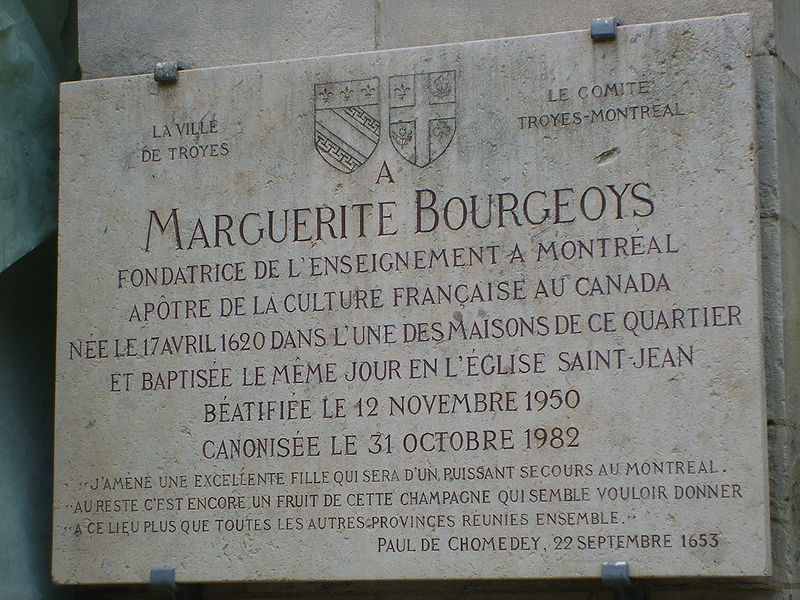 LA VILLE
DE TROYES
LE COMITÉ
TROYES-MONTRÉAL
A
MARGUERITE BOURGEOYS
FONDATRICE DE L'ENSEIGNEMENT A MONTRÉAL
APÔTRE DE LA CULTURE FRANÇAISE AU CANADA
NÉE LE 17 AVRIL 1620 DANS L'UNE DES MAISONS DE CE QUARTIER
ET BAPTISÉE LE MÊME JOUR EN L'ÉGLISE SAINT-JEAN
BÉATIFIÉE LE 12 NOVEMBRE 1950
CANONISÉE LE 31 OCTOBRE 1982
"J'AMÈNE UNE EXCELLENTE FILLE QUI SERA D'UN PUISSANT SECOURS AU MONTRÉAL.
"AU RESTE C'EST ENCORE UN FRUIT DE CETTE CHAMPAGNE QUI SEMBLE VOULOIR DONNER
"A CE LIEU PLUS QUE TOUTES LES AUTRES PROVINCES RÉUNIES ENSEMBLE."
PAUL DE CHOMEDEY, 22 SEPTEMBRE 1653